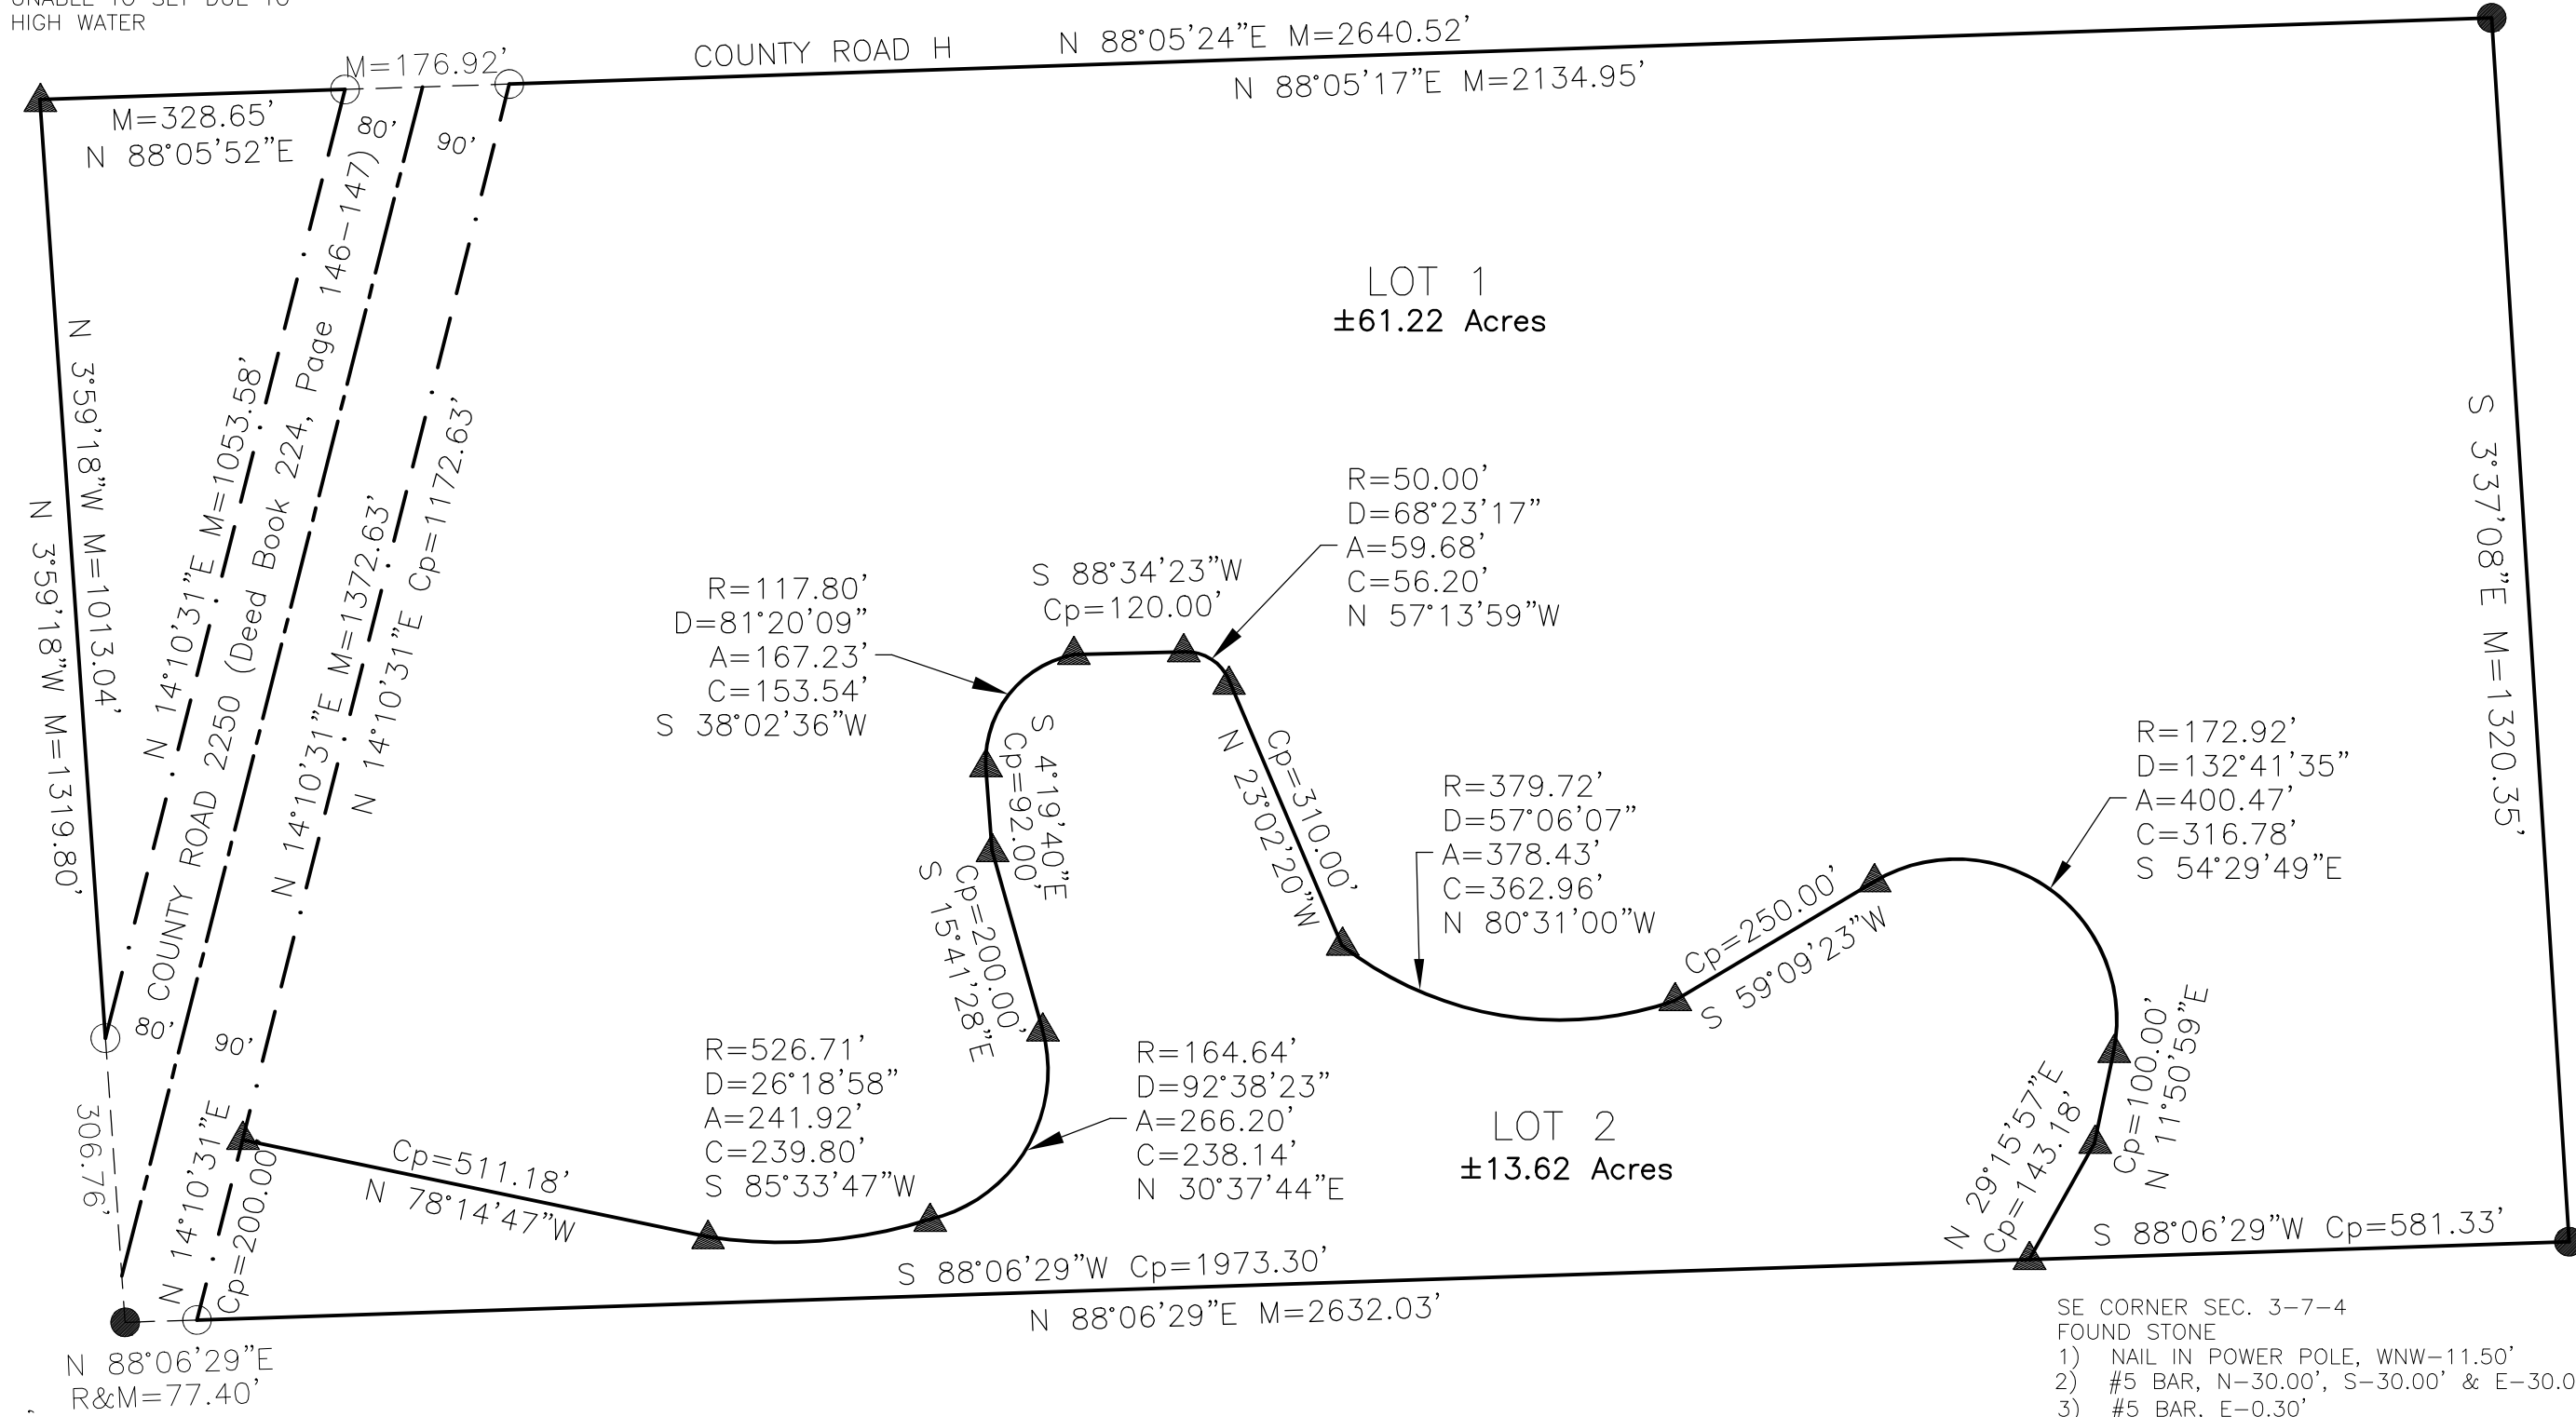 HIGH WATER
M=176.92'
COUNTY ROAD H
N 88°05'24"E M=2640.52'
N 88°05'17"E M=2134.95'
M=328.65'
N 88°05'52"E
80'
90'
N 3°59'18"W M=1013.04'
N 3°59'18"W M=1319.80'
N 14°10'31"E M=1053.58'
COUNTY ROAD 2250 (Deed Book 224, Page 146-147)
N 14°10'31"E M=1372.63'
N 14°10'31"E Cp=1172.63'
LOT 1
±61.22 Acres
S 3°37'08"E M=1320.35'
R=50.00'
D=68°23'17"
A=59.68'
C=56.20'
N 57°13'59"W
S 88°34'23"W
Cp=120.00'
R=117.80'
D=81°20'09"
A=167.23'
C=153.54'
S 38°02'36"W
S 4°19'40"E
Cp=92.00'
Cp=310.00'
N 23°02'20"W
R=379.72'
D=57°06'07"
A=378.43'
C=362.96'
N 80°31'00"W
R=172.92'
D=132°41'35"
A=400.47'
C=316.78'
S 54°29'49"E
Cp=250.00'
S 59°09'23"W
Cp=200.00'
S 15°41'28"E
80'
90'
306.76'
N 14°10'31"E
Cp=200.00'
Cp=511.18'
N 78°14'47"W
R=526.71'
D=26°18'58"
A=241.92'
C=239.80'
S 85°33'47"W
R=164.64'
D=92°38'23"
A=266.20'
C=238.14'
N 30°37'44"E
LOT 2
±13.62 Acres
Cp=100.00'
N 11°50'59"E
N 29°15'57"E
Cp=143.18'
S 88°06'29"W Cp=581.33'
S 88°06'29"W Cp=1973.30'
N 88°06'29"E M=2632.03'
N 88°06'29"E
R&M=77.40'
SE CORNER SEC. 3-7-4
FOUND STONE
1) NAIL IN POWER POLE, WNW-11.50'
2) #5 BAR, N-30.00', S-30.00' & E-30.0
3) #5 BAR, E-0.30'